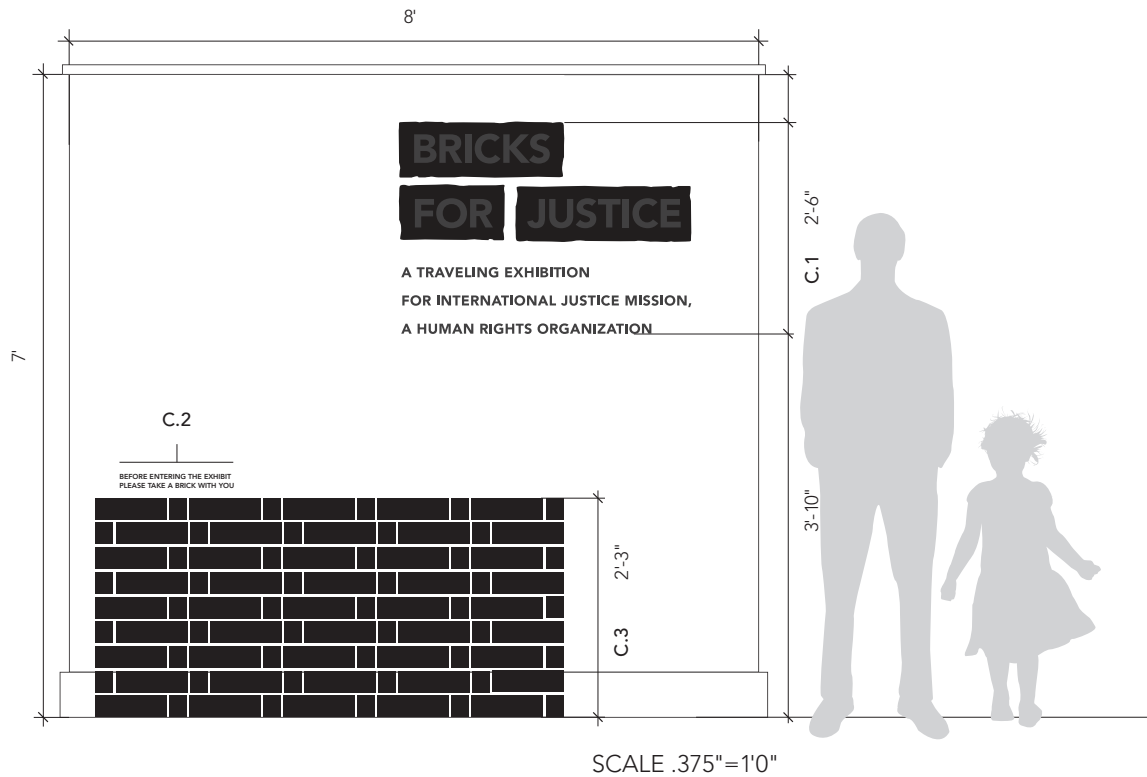 8'
BRICKS
FOR JUSTICE
A TRAVELING EXHIBITION
FOR INTERNATIONAL JUSTICE MISSION,
A HUMAN RIGHTS ORGANIZATION
2'-6"
C.1
7'
C.2
BEFORE ENTERING THE EXHIBIT
PLEASE TAKE A BRICK WITH YOU
3'-10"
2'-3"
C.3
SCALE .375"=1'0"